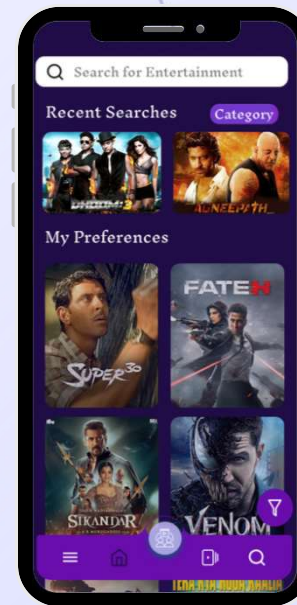 Search for Entertainment
Recent Searches
Category
DHOOM:3
AGNEEPATH
My Preferences
SUPER 30
FATEH
SIKANDAR
VENOM